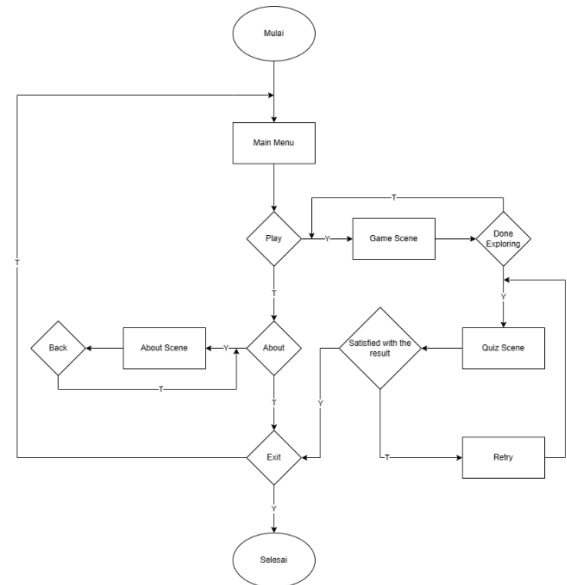 Mulai
Main Menu
T
Play
Y
Game Scene
Done
Exploring
T
T
Y
Back
About Scene
Y
About
Satisfied with the
result
Quiz Scene
T
T
Y
Exit
T
Retry
Y
Selesai